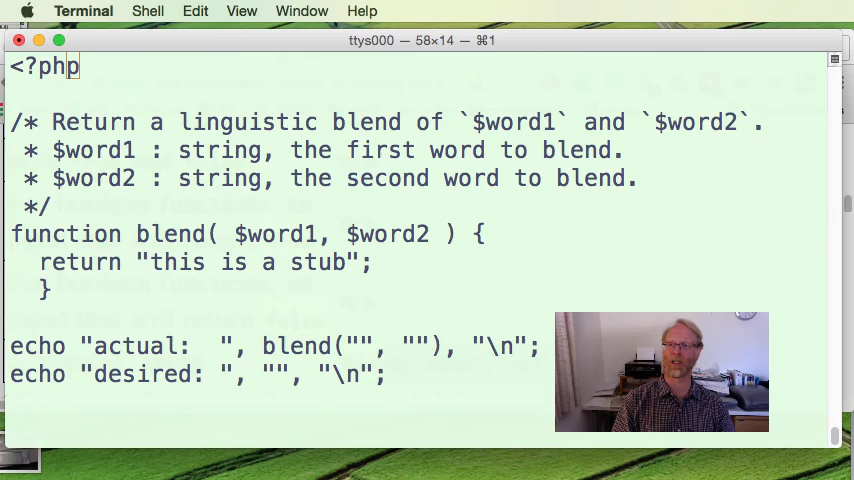 Terminal Shell Edit View Window Help
ttys000 — 58×14 — ⌘1
<?php
/* Return a linguistic blend of `$word1` and `$word2`.
 * $word1 : string, the first word to blend.
 * $word2 : string, the second word to blend.
 */
function blend( $word1, $word2 ) {
  return "this is a stub";
  }
echo "actual:  ", blend("", ""), "\n";
echo "desired: ", "", "\n";